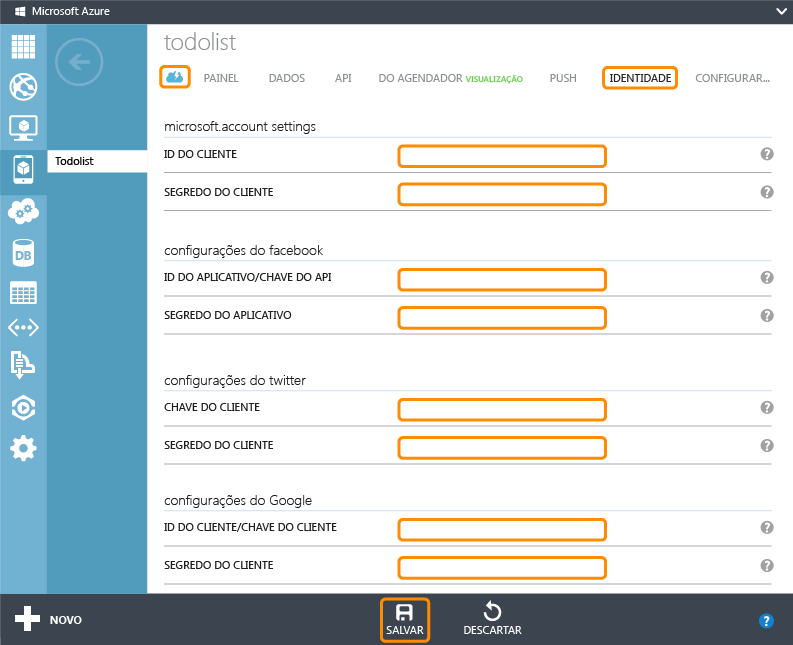 Microsoft Azure
todolist
PAINEL DADOS API DO AGENDADOR VISUALIZAÇÃO PUSH IDENTIDADE CONFIGURAR...
Todolist
microsoft.account settings
ID DO CLIENTE ?
SEGREDO DO CLIENTE ?
configurações do facebook
ID DO APLICATIVO/CHAVE DO API ?
SEGREDO DO APLICATIVO ?
configurações do twitter
CHAVE DO CLIENTE ?
SEGREDO DO CLIENTE ?
configurações do Google
ID DO CLIENTE/CHAVE DO CLIENTE ?
SEGREDO DO CLIENTE ?
DB
NOVO SALVAR DESCARTAR ?